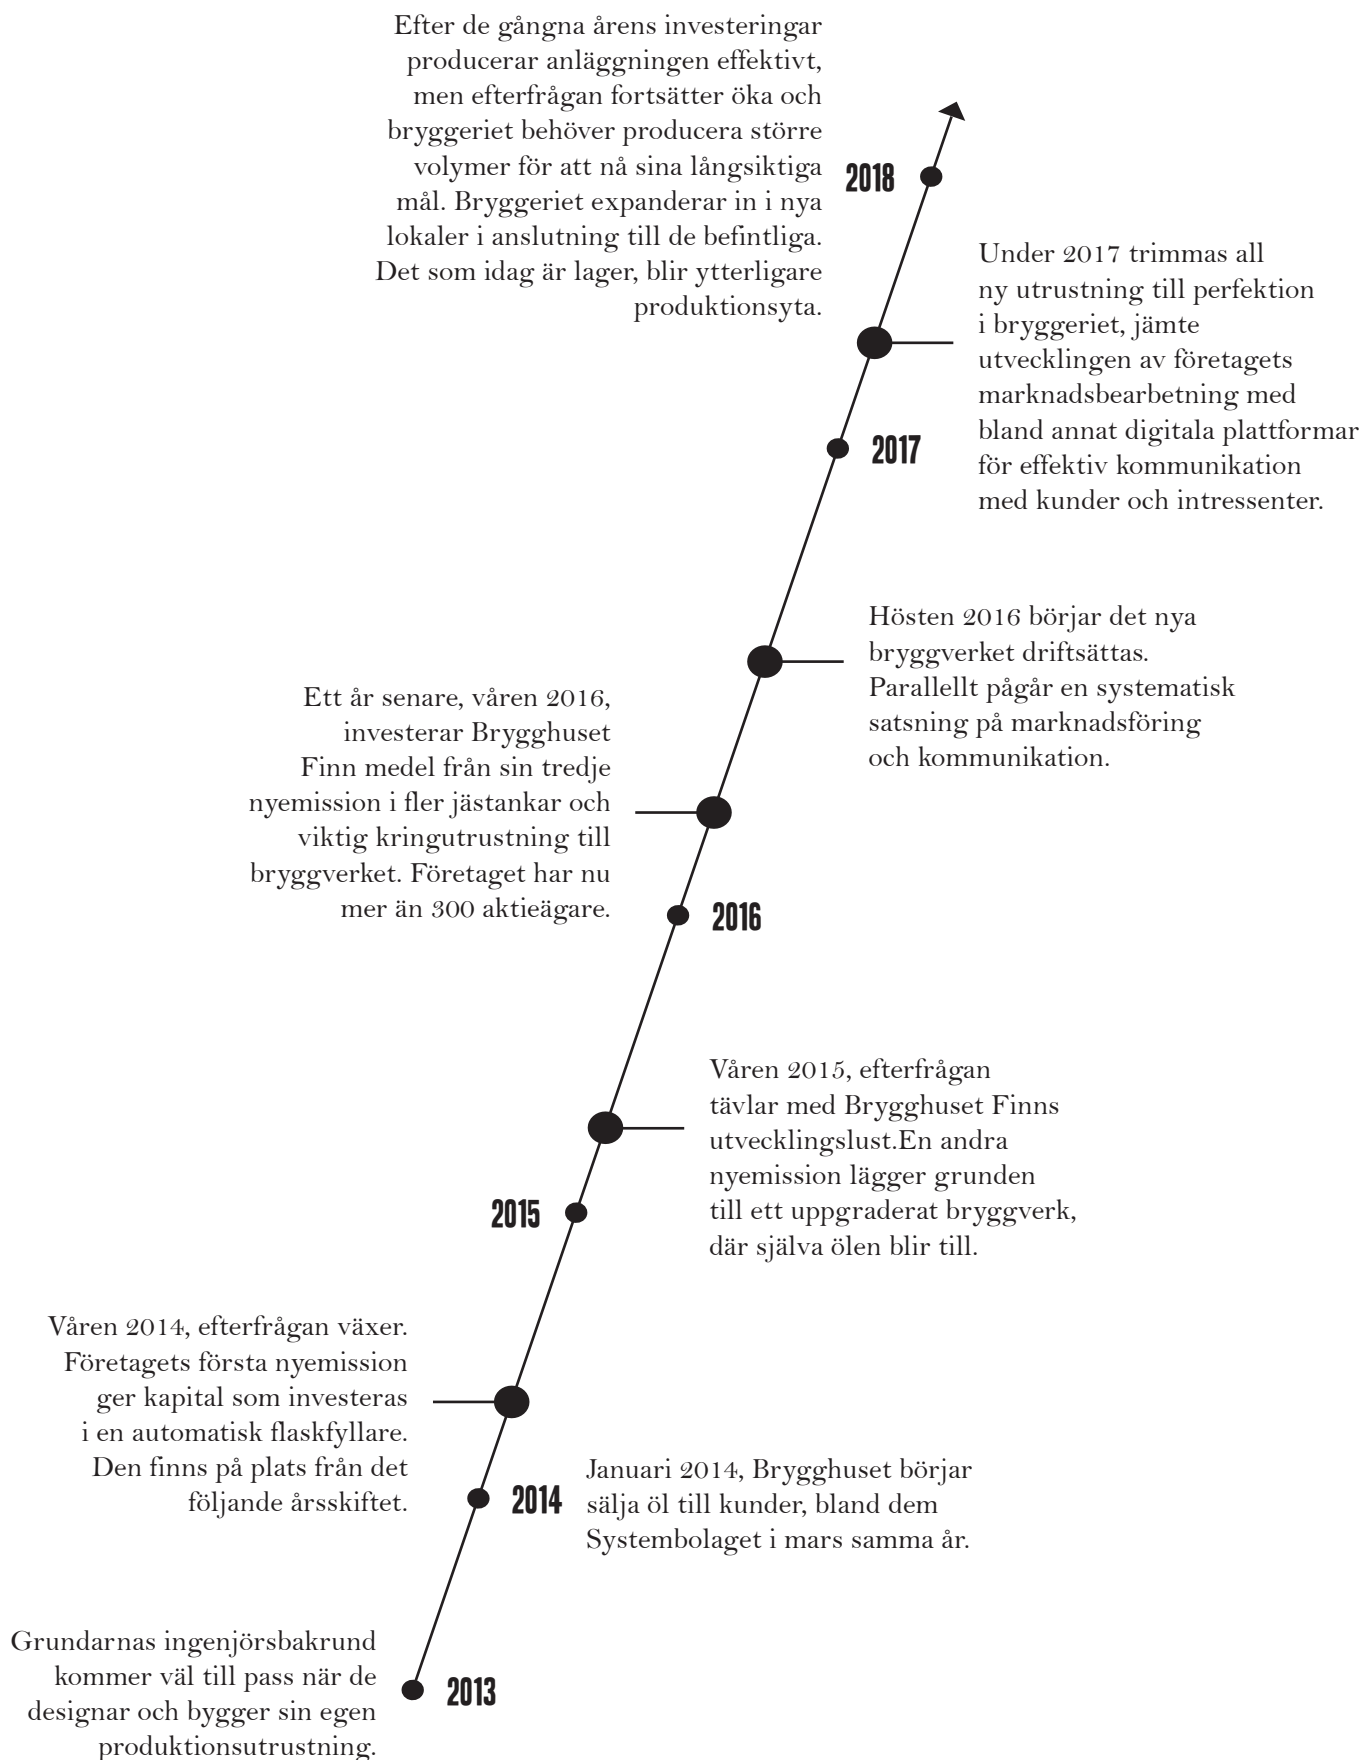 Efter de gångna årens investeringar
producerar anläggningen effektivt,
men efterfrågan fortsätter öka och
bryggeriet behöver producera större
volymer för att nå sina långsiktiga
mål. Bryggeriet expanderar in i nya
lokaler i anslutning till de befintliga.
Det som idag är lager, blir ytterligare
produktionsyta.
2018
Under 2017 trimmas all
ny utrustning till perfektion
i bryggeriet, jämte
utvecklingen av företagets
marknadsbearbetning med
bland annat digitala plattformar
för effektiv kommunikation
med kunder och intressenter.
2017
Hösten 2016 börjar det nya
bryggverket driftsättas.
Parallellt pågår en systematisk
satsning på marknadsföring
och kommunikation.
Ett år senare, våren 2016,
investerar Brygghuset
Finn medel från sin tredje
nyemission i fler jästankar och
viktig kringutrustning till
bryggverket. Företaget har nu
mer än 300 aktieägare.
2016
Våren 2015, efterfrågan
tävlar med Brygghuset Finns
utvecklingslust.En andra
nyemission lägger grunden
till ett uppgraderat bryggverk,
där själva ölen blir till.
2015
Våren 2014, efterfrågan växer.
Företagets första nyemission
ger kapital som investeras
i en automatisk flaskfyllare.
Den finns på plats från det
följande årsskiftet.
2014
Januari 2014, Brygghuset börjar
sälja öl till kunder, bland dem
Systembolaget i mars samma år.
Grundarnas ingenjörsbakrund
kommer väl till pass när de
designar och bygger sin egen
produktionsutrustning.
2013